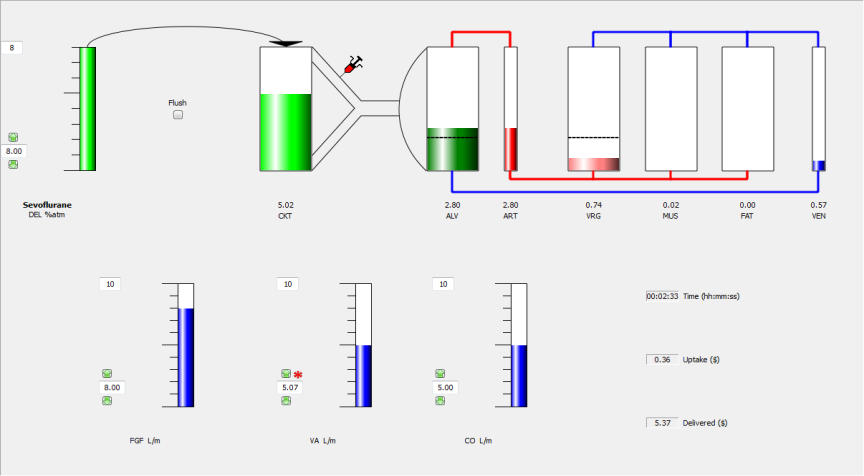 8
Flush
8.00
Sevoflurane
DEL %atm
5.02
CKT
2.80
ALV
2.80
ART
0.74
VRG
0.02
MUS
0.00
FAT
0.57
VEN
10
10
10
00:02:33 Time (hh:mm:ss)
0.36 Uptake ($)
8.00
5.07
5.00
5.37 Delivered ($)
FGF L/m
VA L/m
CO L/m